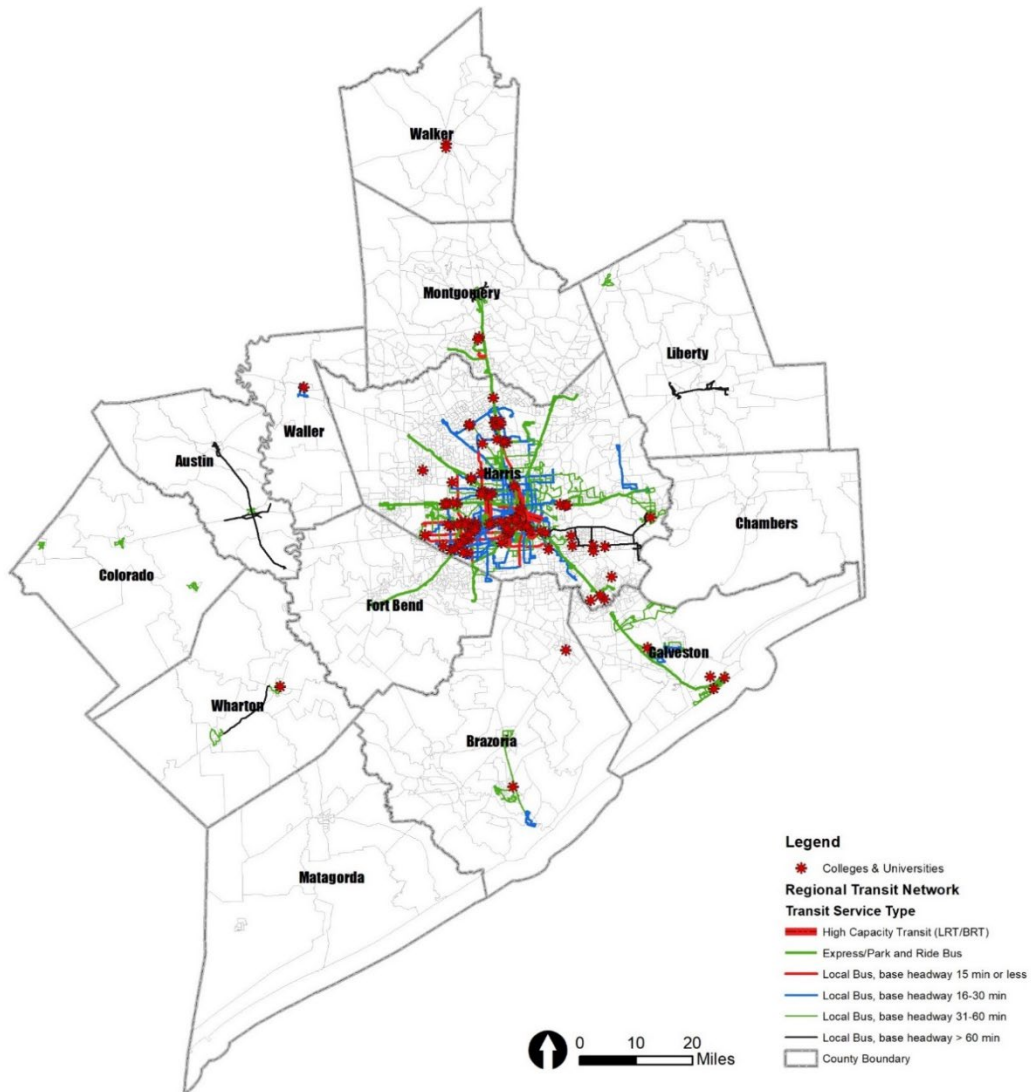 Walker
Montgomery
Liberty
Waller
Harris
Austin
Chambers
Colorado
Fort Bend
Galveston
Wharton
Brazoria
Matagorda
Legend
Colleges & Universities
Regional Transit Network
Transit Service Type
High Capacity Transit (LRT/BRT)
Express/Park and Ride Bus
Local Bus, base headway 15 min or less
Local Bus, base headway 16-30 min
Local Bus, base headway 31-60 min
Local Bus, base headway > 60 min
County Boundary
0 10 20
Miles